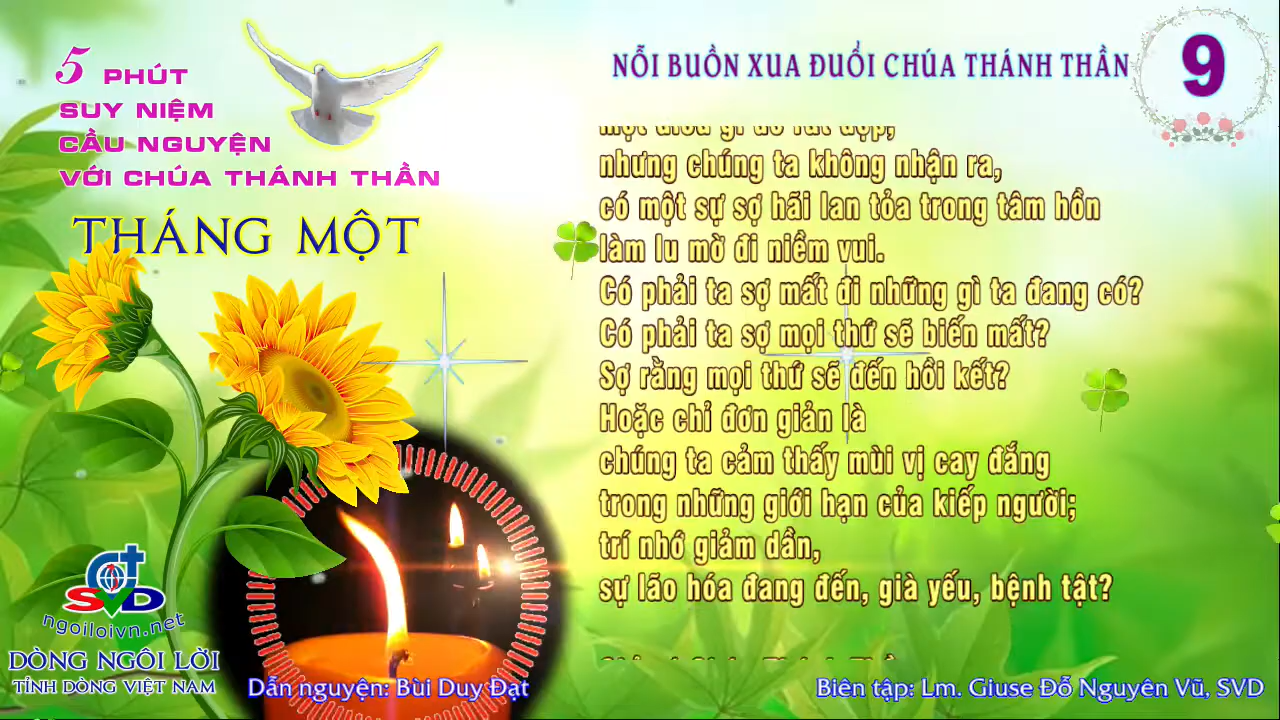 5 PHÚT
SUY NIỆM
CẦU NGUYỆN
VỚI CHÚA THÁNH THẦN
THÁNG MỘT
NỖI BUỒN XUA ĐUỔI CHÚA THÁNH THẦN
9
một điều gì đó rất đẹp,
nhưng chúng ta không nhận ra,
có một sự sợ hãi lan tỏa trong tâm hồn
làm lu mờ đi niềm vui.
Có phải ta sợ mất đi những gì ta đang có?
Có phải ta sợ mọi thứ sẽ biến mất?
Sợ rằng mọi thứ sẽ đến hồi kết?
Hoặc chỉ đơn giản là
chúng ta cảm thấy mùi vị cay đắng
trong những giới hạn của kiếp người;
trí nhớ giảm dần,
sự lão hóa đang đến, già yếu, bệnh tật?
SVD
ngoiloivn.net
DÒNG NGÔI LỜI
TỈNH DÒNG VIỆT NAM
Dẫn nguyện: Bùi Duy Đạt
Biên tập: Lm. Giuse Đỗ Nguyên Vũ, SVD